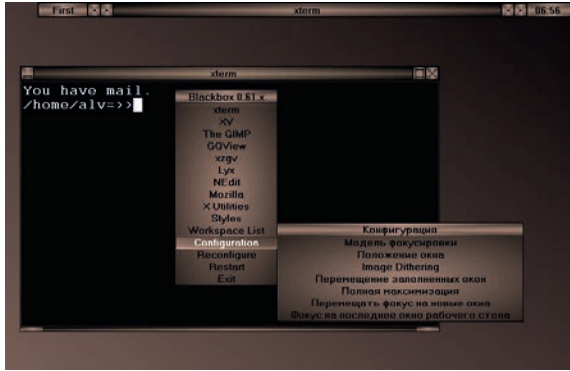 First
xterm
06:56
xterm
You have mail.
/home/alv=>>
Blackbox 0.61.x
xterm
XV
The GIMP
GQView
xzgv
Lyx
NEdit
Mozilla
X Utilities
Styles
Workspace List
Configuration
Reconfigure
Restart
Exit
Конфигурация
Модель фокусировки
Положение окна
Image Dithering
Перемещение заполненных окон
Полная максимизация
Перемещать фокус на новые окна
Фокус на последнее окно рабочего стола